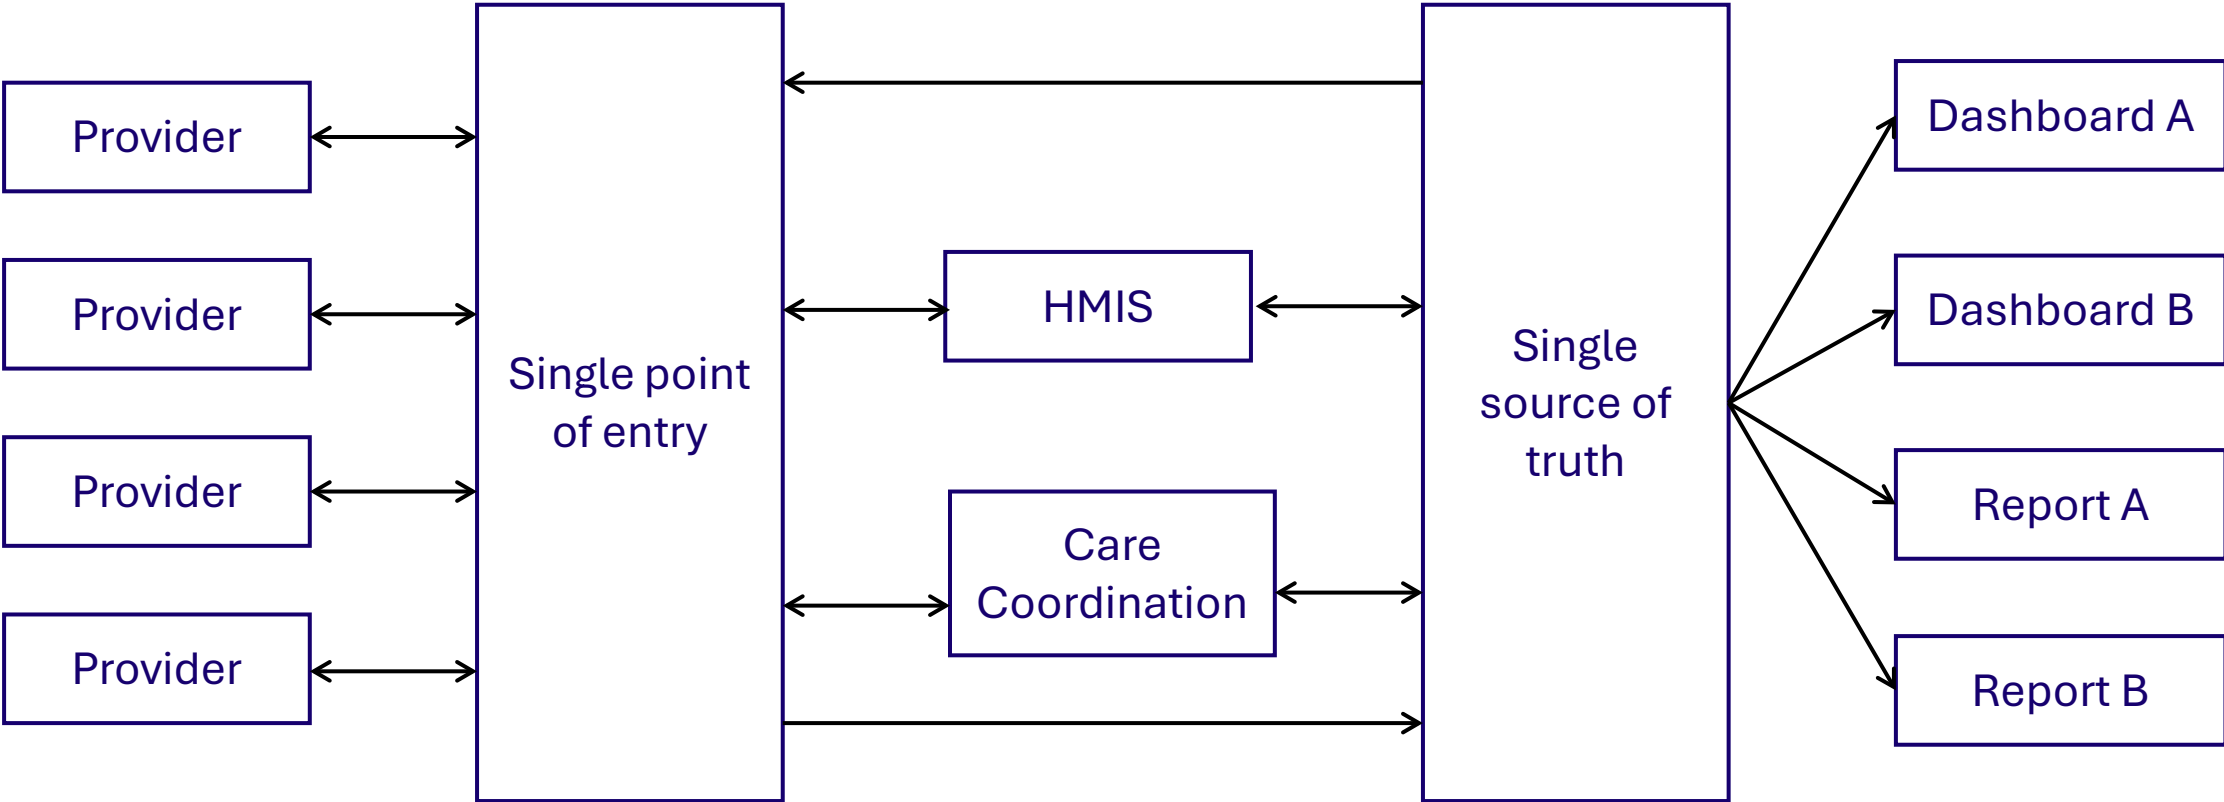 Provider
Provider
Provider
Provider
Single point
of entry
HMIS
Care
Coordination
Single
source of
truth
Dashboard A
Dashboard B
Report A
Report B